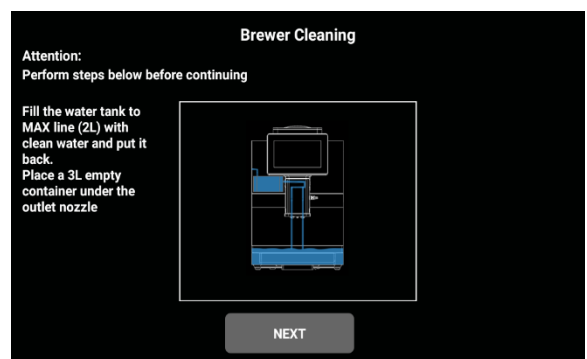 Brewer Cleaning
Attention:
Perform steps below before continuing
Fill the water tank to
MAX line (2L) with
clean water and put it
back.
Place a 3L empty
container under the
outlet nozzle
NEXT